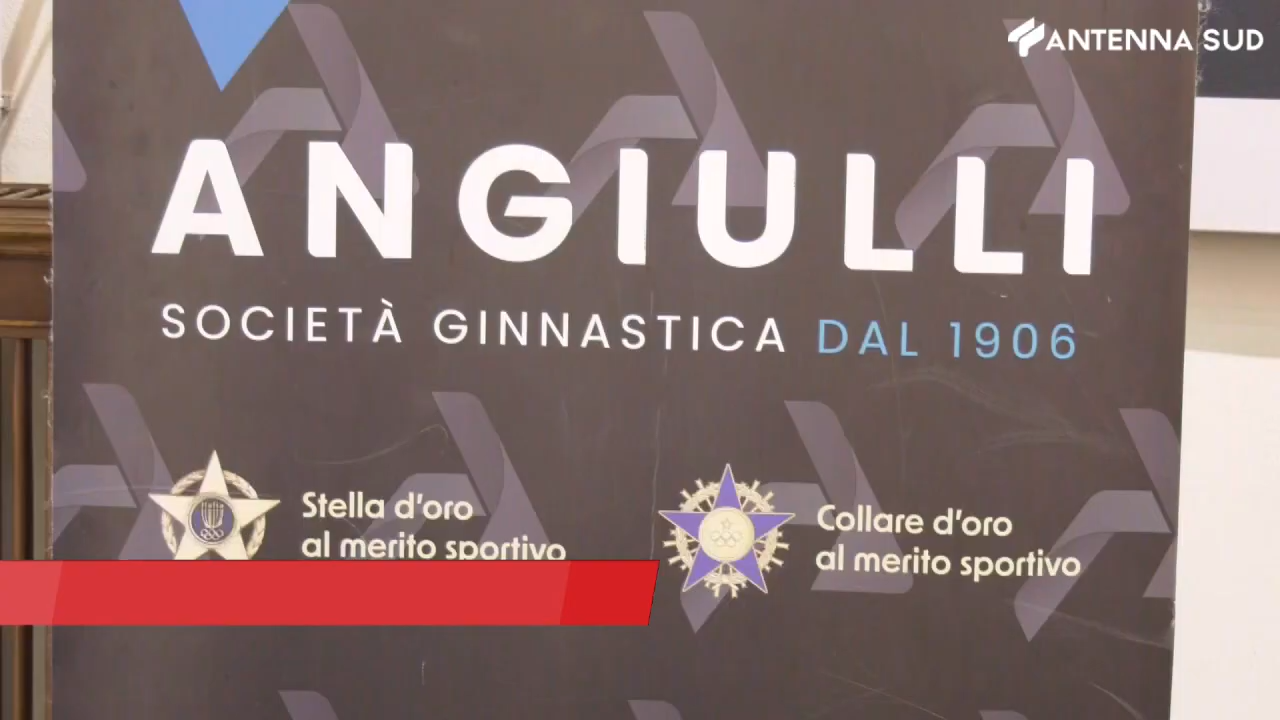 ANTENNA SUD
ANGIULLI
SOCIETÀ GINNASTICA DAL 1906
Stella d'oro
al merito sportivo
Collare d'oro
al merito sportivo